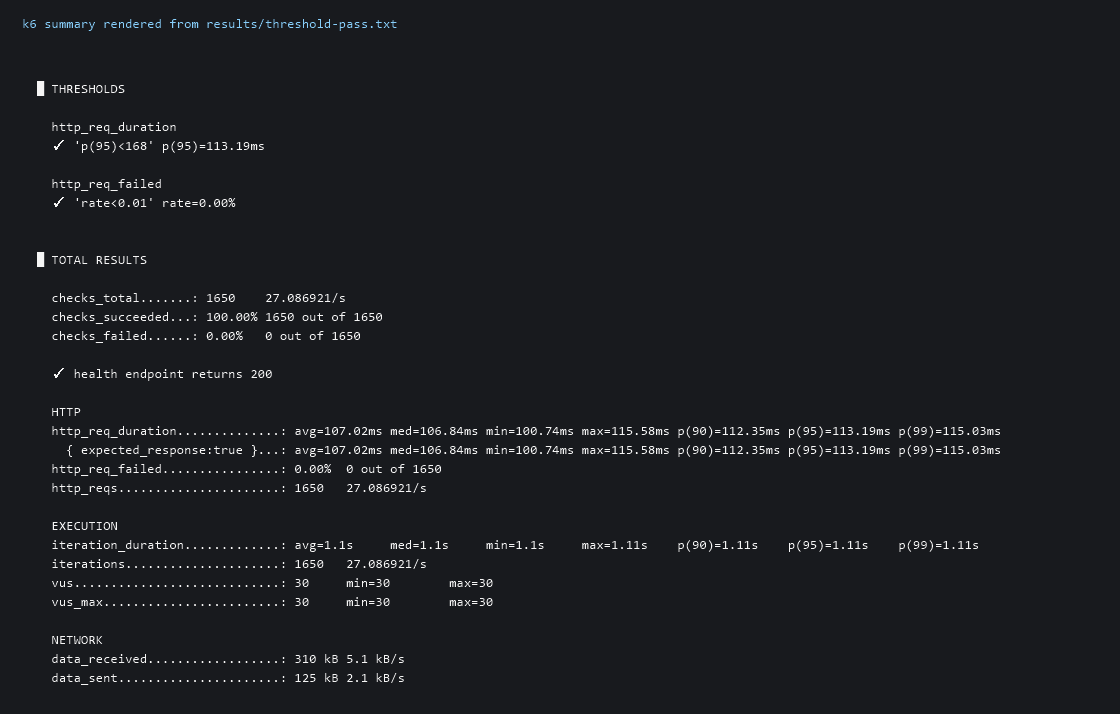 k6 summary rendered from results/threshold-pass.txt
█ THRESHOLDS
http_req_duration
✓ 'p(95)<168' p(95)=113.19ms
http_req_failed
✓ 'rate<0.01' rate=0.00%
█ TOTAL RESULTS
checks_total.......: 1650    27.086921/s
checks_succeeded...: 100.00% 1650 out of 1650
checks_failed......: 0.00%   0 out of 1650
✓ health endpoint returns 200
HTTP
http_req_duration..............: avg=107.02ms med=106.84ms min=100.74ms max=115.58ms p(90)=112.35ms p(95)=113.19ms p(99)=115.03ms
{ expected_response:true }...: avg=107.02ms med=106.84ms min=100.74ms max=115.58ms p(90)=112.35ms p(95)=113.19ms p(99)=115.03ms
http_req_failed................: 0.00%  0 out of 1650
http_reqs......................: 1650   27.086921/s
EXECUTION
iteration_duration.............: avg=1.1s     med=1.1s     min=1.1s     max=1.11s    p(90)=1.11s    p(95)=1.11s    p(99)=1.11s
iterations.....................: 1650   27.086921/s
vus............................: 30     min=30        max=30
vus_max........................: 30     min=30        max=30
NETWORK
data_received..................: 310 kB 5.1 kB/s
data_sent......................: 125 kB 2.1 kB/s